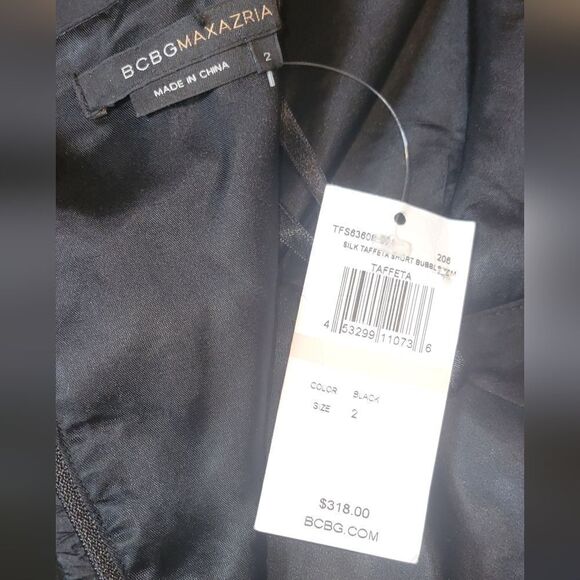 BCBGMAXAZRIA
2
MADE IN CHINA
206
SILK TAFFETA SHORT
TAFFETA
4 53299 11073 6
COLOR BLACK
SIZE 2
$318.00
BCBG.COM